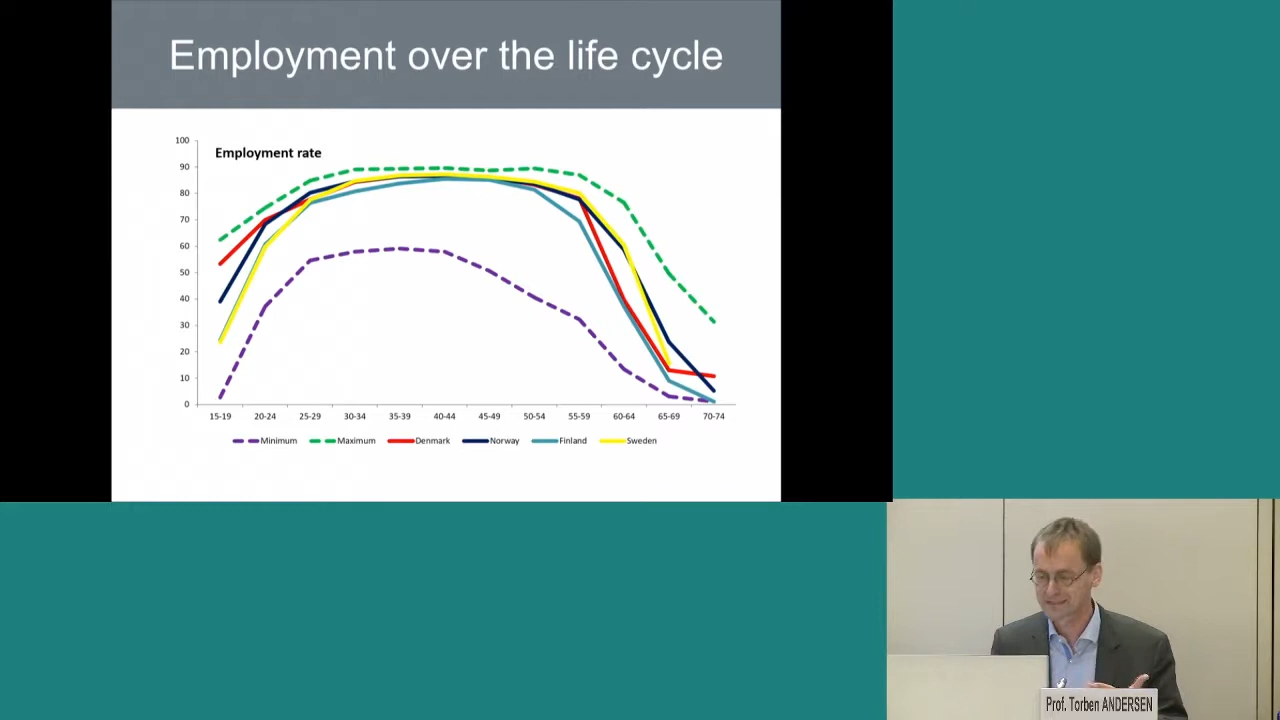 Employment over the life cycle
Employment rate
100
90
80
70
60
50
40
30
20
10
0
15-19 20-24 25-29 30-34 35-39 40-44 45-49 50-54 55-59 60-64 65-69 70-74
Minimum Maximum Denmark Norway Finland Sweden
Prof. Torben ANDERSEN